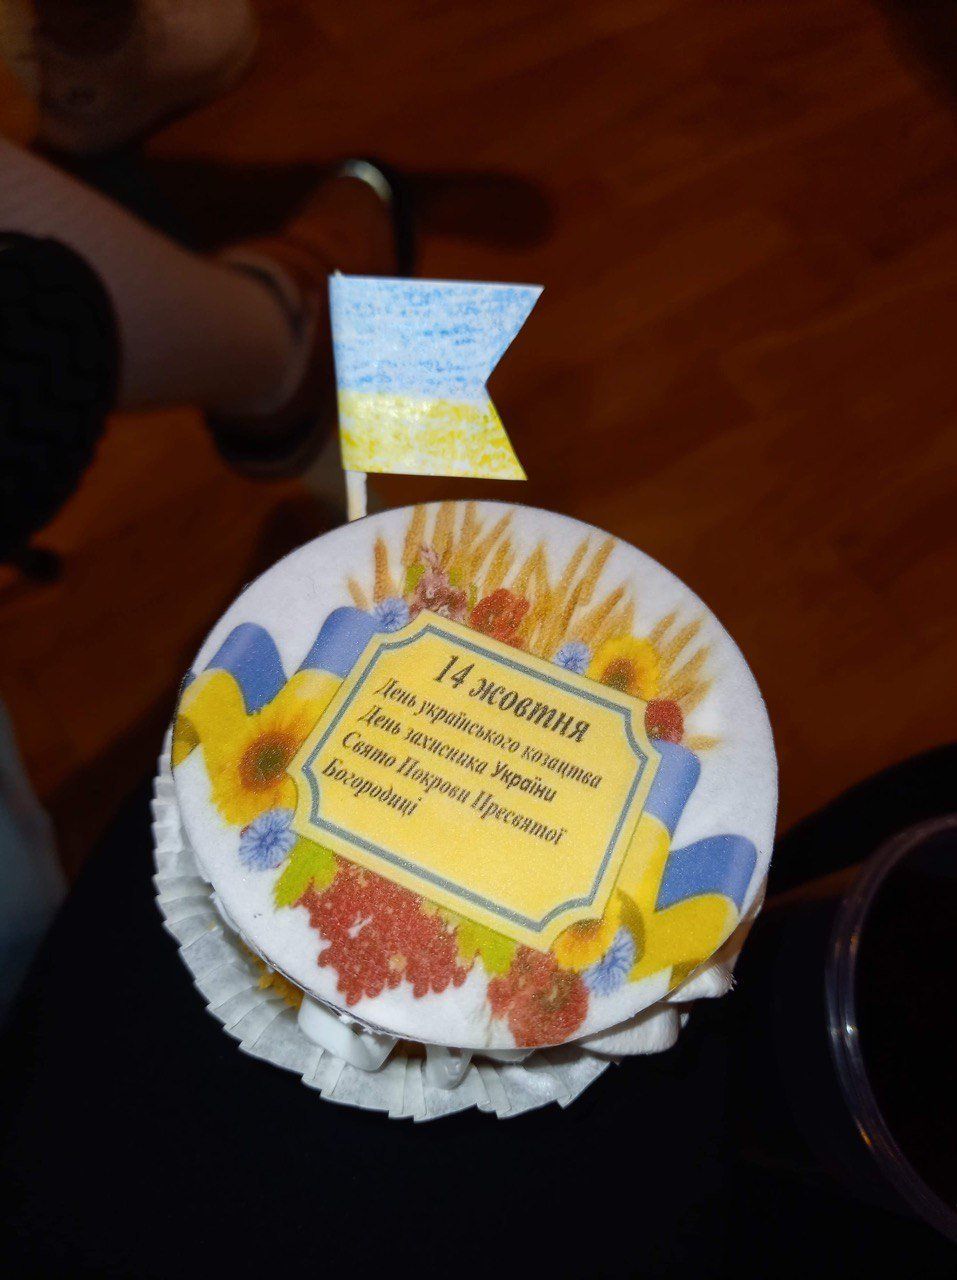 14 жовтня
День українського козацтва
День захисника України
Свято Покрови Пресвятої
Богородиці